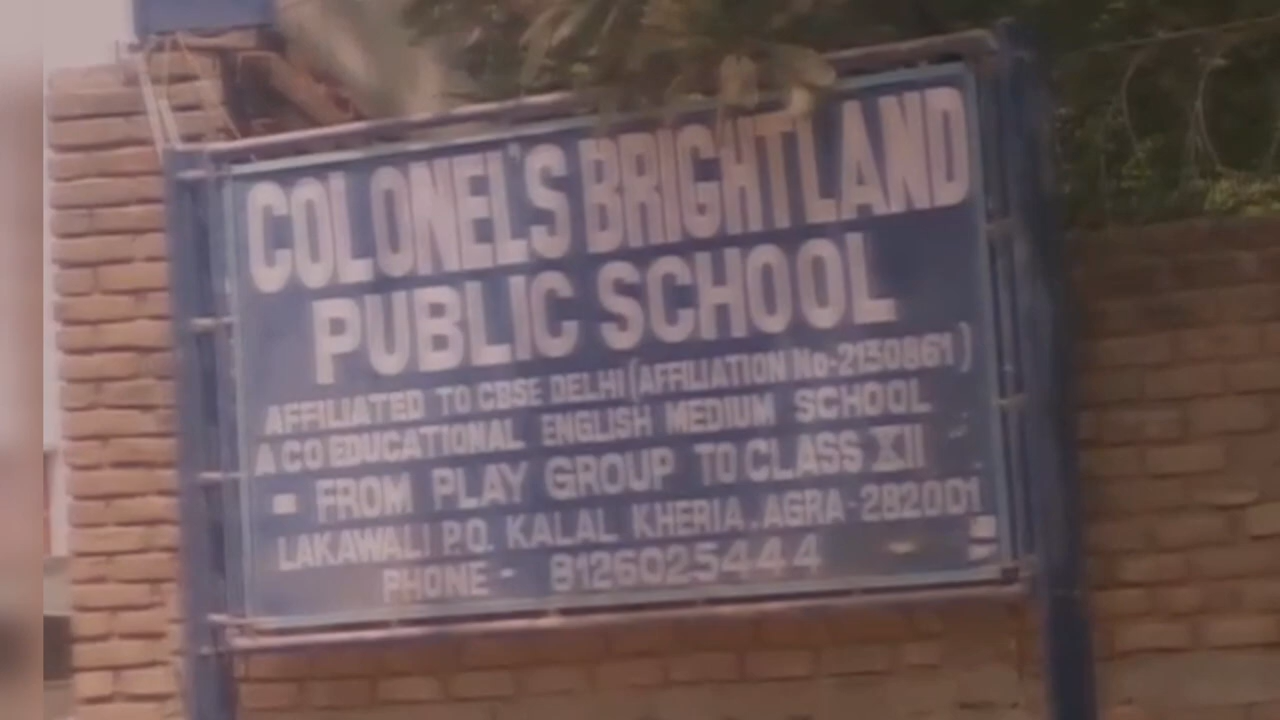 COLONEL'S BRIGHTLAND
PUBLIC SCHOOL
AFFILIATED TO CBSE DELHI (AFFILIATION No-2130861)
A CO EDUCATIONAL ENGLISH MEDIUM SCHOOL
- FROM PLAY GROUP TO CLASS XII
LAKAWALI P.O. KALAL KHERIA. AGRA-282001
PHONE - 8126025444